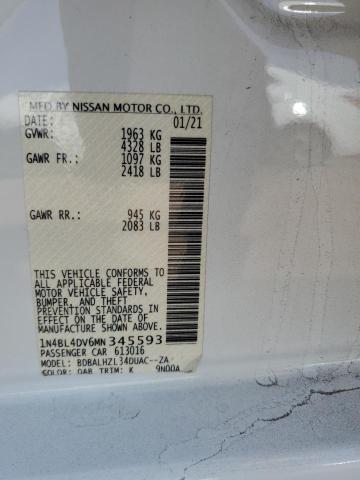 MFD BY NISSAN MOTOR CO., LTD.
DATE: 01/21
GVWR: 1963 KG
4328 LB
GAWR FR.: 1097 KG
2418 LB
GAWR RR.: 945 KG
2083 LB
THIS VEHICLE CONFORMS TO
ALL APPLICABLE FEDERAL
MOTOR VEHICLE SAFETY,
BUMPER, AND THEFT
PREVENTION STANDARDS IN
EFFECT ON THE DATE OF
MANUFACTURE SHOWN ABOVE.
1N4BL4DV6MN345593
PASSENGER CAR 613016
MODEL: BDBALHZL34DUAC--ZA
COLOR: QAB TRIM: K 9N00A